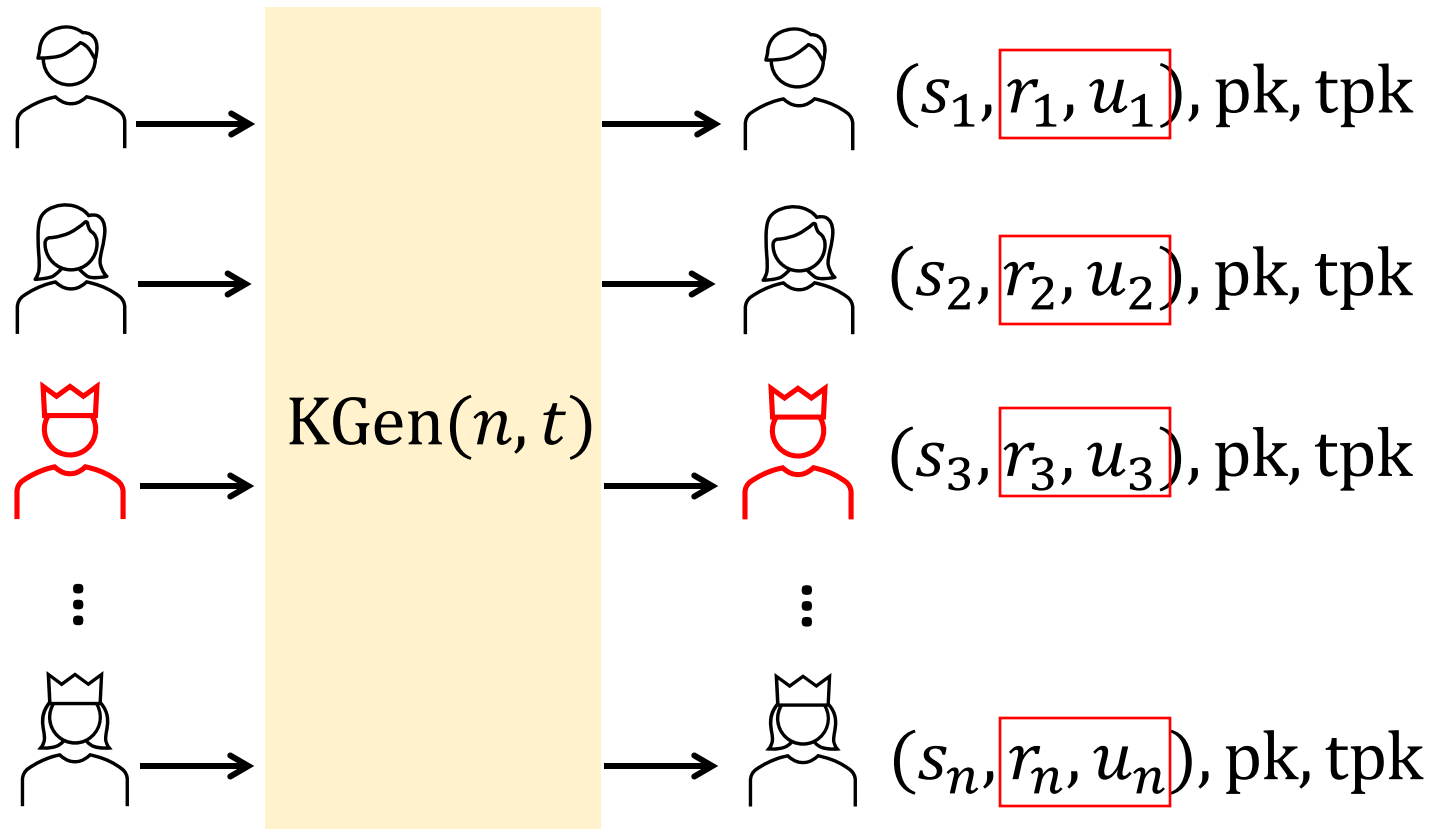 (s₁, r₁, u₁), pk, tpk
(s₂, r₂, u₂), pk, tpk
KGen(n, t)
(s₃, r₃, u₃), pk, tpk
⋮ ⋮
(sₙ, rₙ, uₙ), pk, tpk